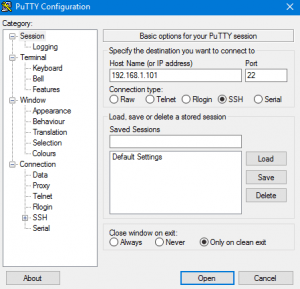 PuTTY Configuration
Category:
Session
Logging
Terminal
Keyboard
Bell
Features
Window
Appearance
Behaviour
Translation
Selection
Colours
Connection
Data
Proxy
Telnet
Rlogin
SSH
Serial
Basic options for your PuTTY session
Specify the destination you want to connect to
Host Name (or IP address) Port
192.168.1.101 22
Connection type:
Raw Telnet Rlogin SSH Serial
Load, save or delete a stored session
Saved Sessions
Default Settings
Load
Save
Delete
Close window on exit:
Always Never Only on clean exit
About Open Cancel